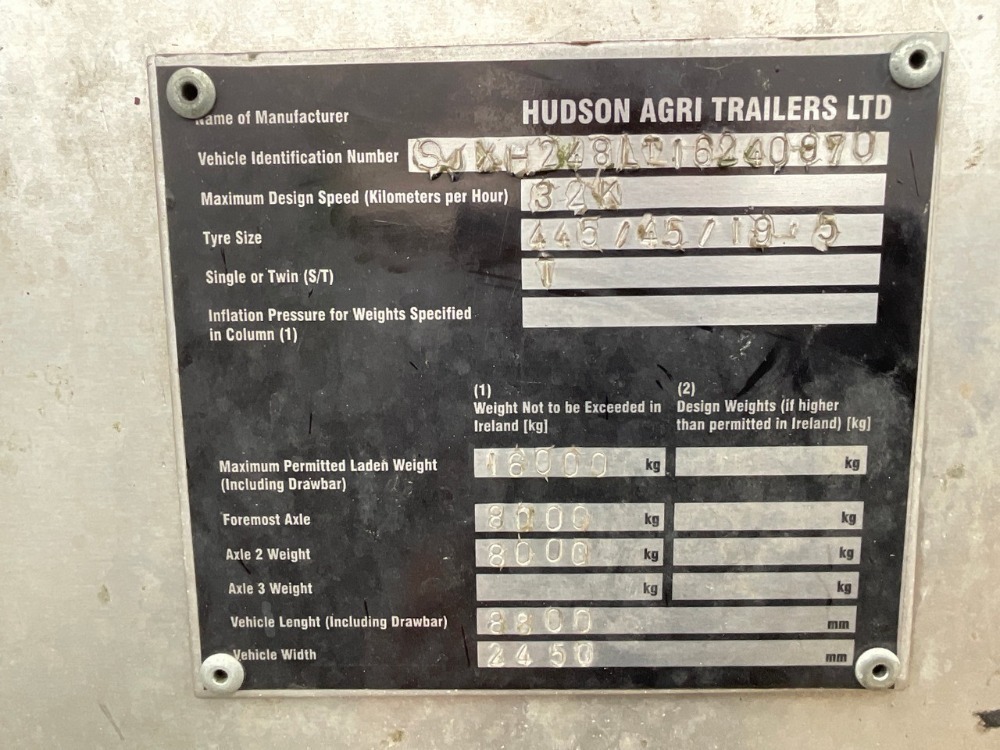 Name of Manufacturer HUDSON AGRI TRAILERS LTD
Vehicle Identification Number
Maximum Design Speed (Kilometers per Hour) 32K
Tyre Size 445/45/19.5
Single or Twin (S/T)
Inflation Pressure for Weights Specified
in Column (1)
(1) (2)
Weight Not to be Exceeded in Design Weights (if higher
Ireland [kg] than permitted in Ireland) [kg]
Maximum Permitted Laden Weight 16000 kg kg
(Including Drawbar)
Foremost Axle 8000 kg kg
Axle 2 Weight 8000 kg kg
Axle 3 Weight kg kg
Vehicle Lenght (Including Drawbar) 8800 mm
Vehicle Width 2450 mm